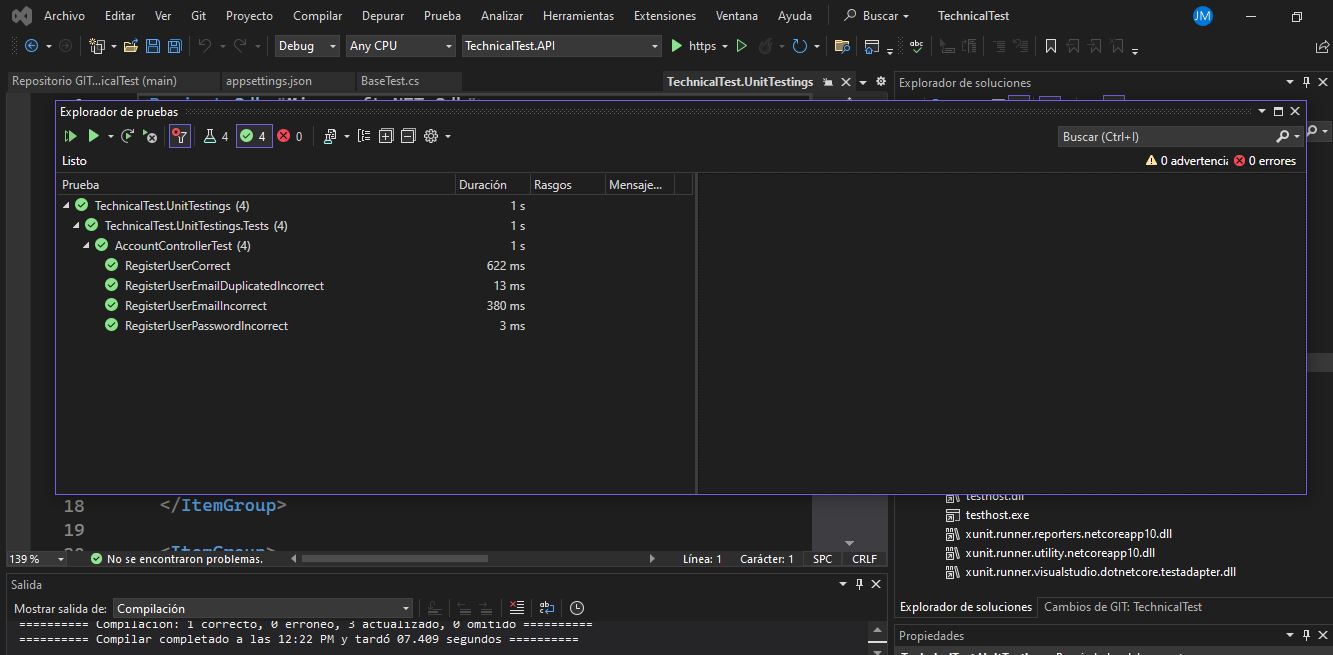 Archivo Editar Ver Git Proyecto Compilar Depurar Prueba Analizar Herramientas Extensiones Ventana Ayuda Buscar TechnicalTest JM
Debug Any CPU TechnicalTest.API https
Repositorio GIT...icalTest (main) appsettings.json BaseTest.cs TechnicalTest.UnitTestings Explorador de soluciones
Explorador de pruebas
4 4 0 Buscar (Ctrl+I)
Listo 0 advertencia 0 errores
Prueba Duración Rasgos Mensaje...
TechnicalTest.UnitTestings (4) 1 s
TechnicalTest.UnitTestings.Tests (4) 1 s
AccountControllerTest (4) 1 s
RegisterUserCorrect 622 ms
RegisterUserEmailDuplicatedIncorrect 13 ms
RegisterUserEmailIncorrect 380 ms
RegisterUserPasswordIncorrect 3 ms
18 </ItemGroup>
19
testhost.dll
testhost.exe
xunit.runner.reporters.netcoreapp10.dll
xunit.runner.utility.netcoreapp10.dll
xunit.runner.visualstudio.dotnetcore.testadapter.dll
139 % No se encontraron problemas. Línea: 1 Carácter: 1 SPC CRLF
Salida
Mostrar salida de: Compilación
========== Compilación: 1 correcto, 0 erróneo, 3 actualizado, 0 omitido ==========
========== Compilar completado a las 12:22 PM y tardó 07.409 segundos ==========
Explorador de soluciones Cambios de GIT: TechnicalTest
Propiedades